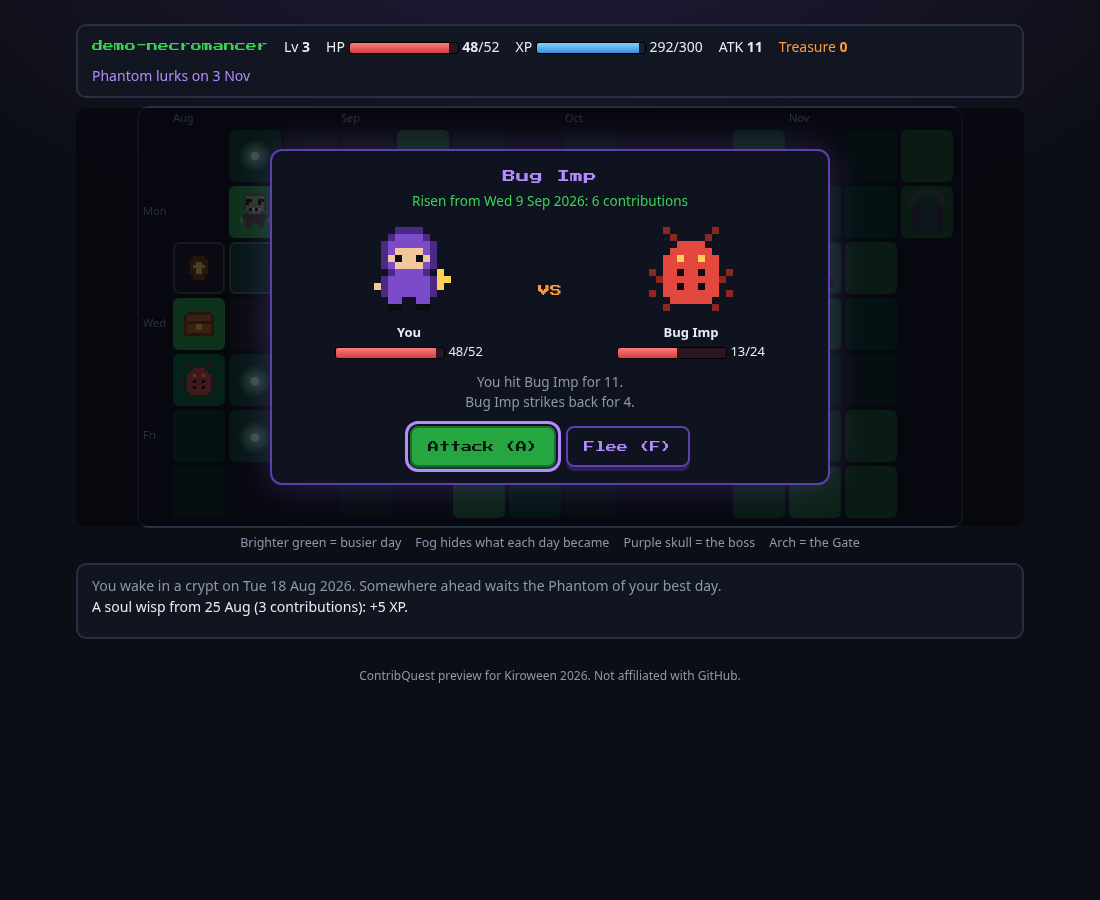 demo-necromancer Lv 3 HP 48/52 XP 292/300 ATK 11 Treasure 0
Phantom lurks on 3 Nov
Aug Sep Oct Nov
Mon
Wed
Fri
Bug Imp
Risen from Wed 9 Sep 2026: 6 contributions
vs
You Bug Imp
48/52 13/24
You hit Bug Imp for 11.
Bug Imp strikes back for 4.
Attack (A) Flee (F)
Brighter green = busier day Fog hides what each day became Purple skull = the boss Arch = the Gate
You wake in a crypt on Tue 18 Aug 2026. Somewhere ahead waits the Phantom of your best day.
A soul wisp from 25 Aug (3 contributions): +5 XP.
ContribQuest preview for Kiroween 2026. Not affiliated with GitHub.